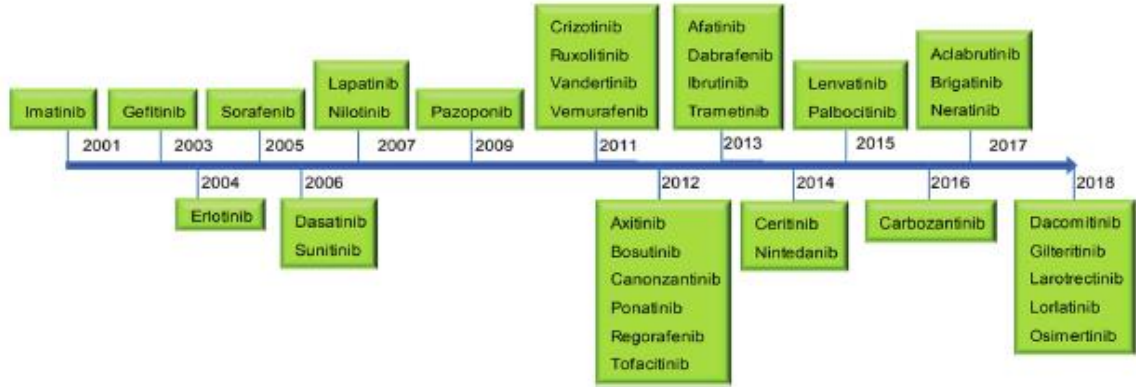 Crizotinib
Ruxolitinib
Vandertinib
Vemurafenib
Afatinib
Dabrafenib
Ibrutinib
Trametinib
Aclabrutinib
Brigatinib
Neratinib
Lapatinib
Nilotinib
Lenvatinib
Palbocitinib
Imatinib
Gefitinib
Sorafenib
Pazoponib
2001
2003
2005
2007
2009
2011
2013
2015
2017
2004
2006
2012
2014
2016
2018
Erlotinib
Dasatinib
Sunitinib
Axitinib
Bosutinib
Canonzantinib
Ponatinib
Regorafenib
Tofacitinib
Ceritinib
Nintedanib
Carbozantinib
Dacomitinib
Gilteritinib
Larotrectinib
Lorlatinib
Osimertinib